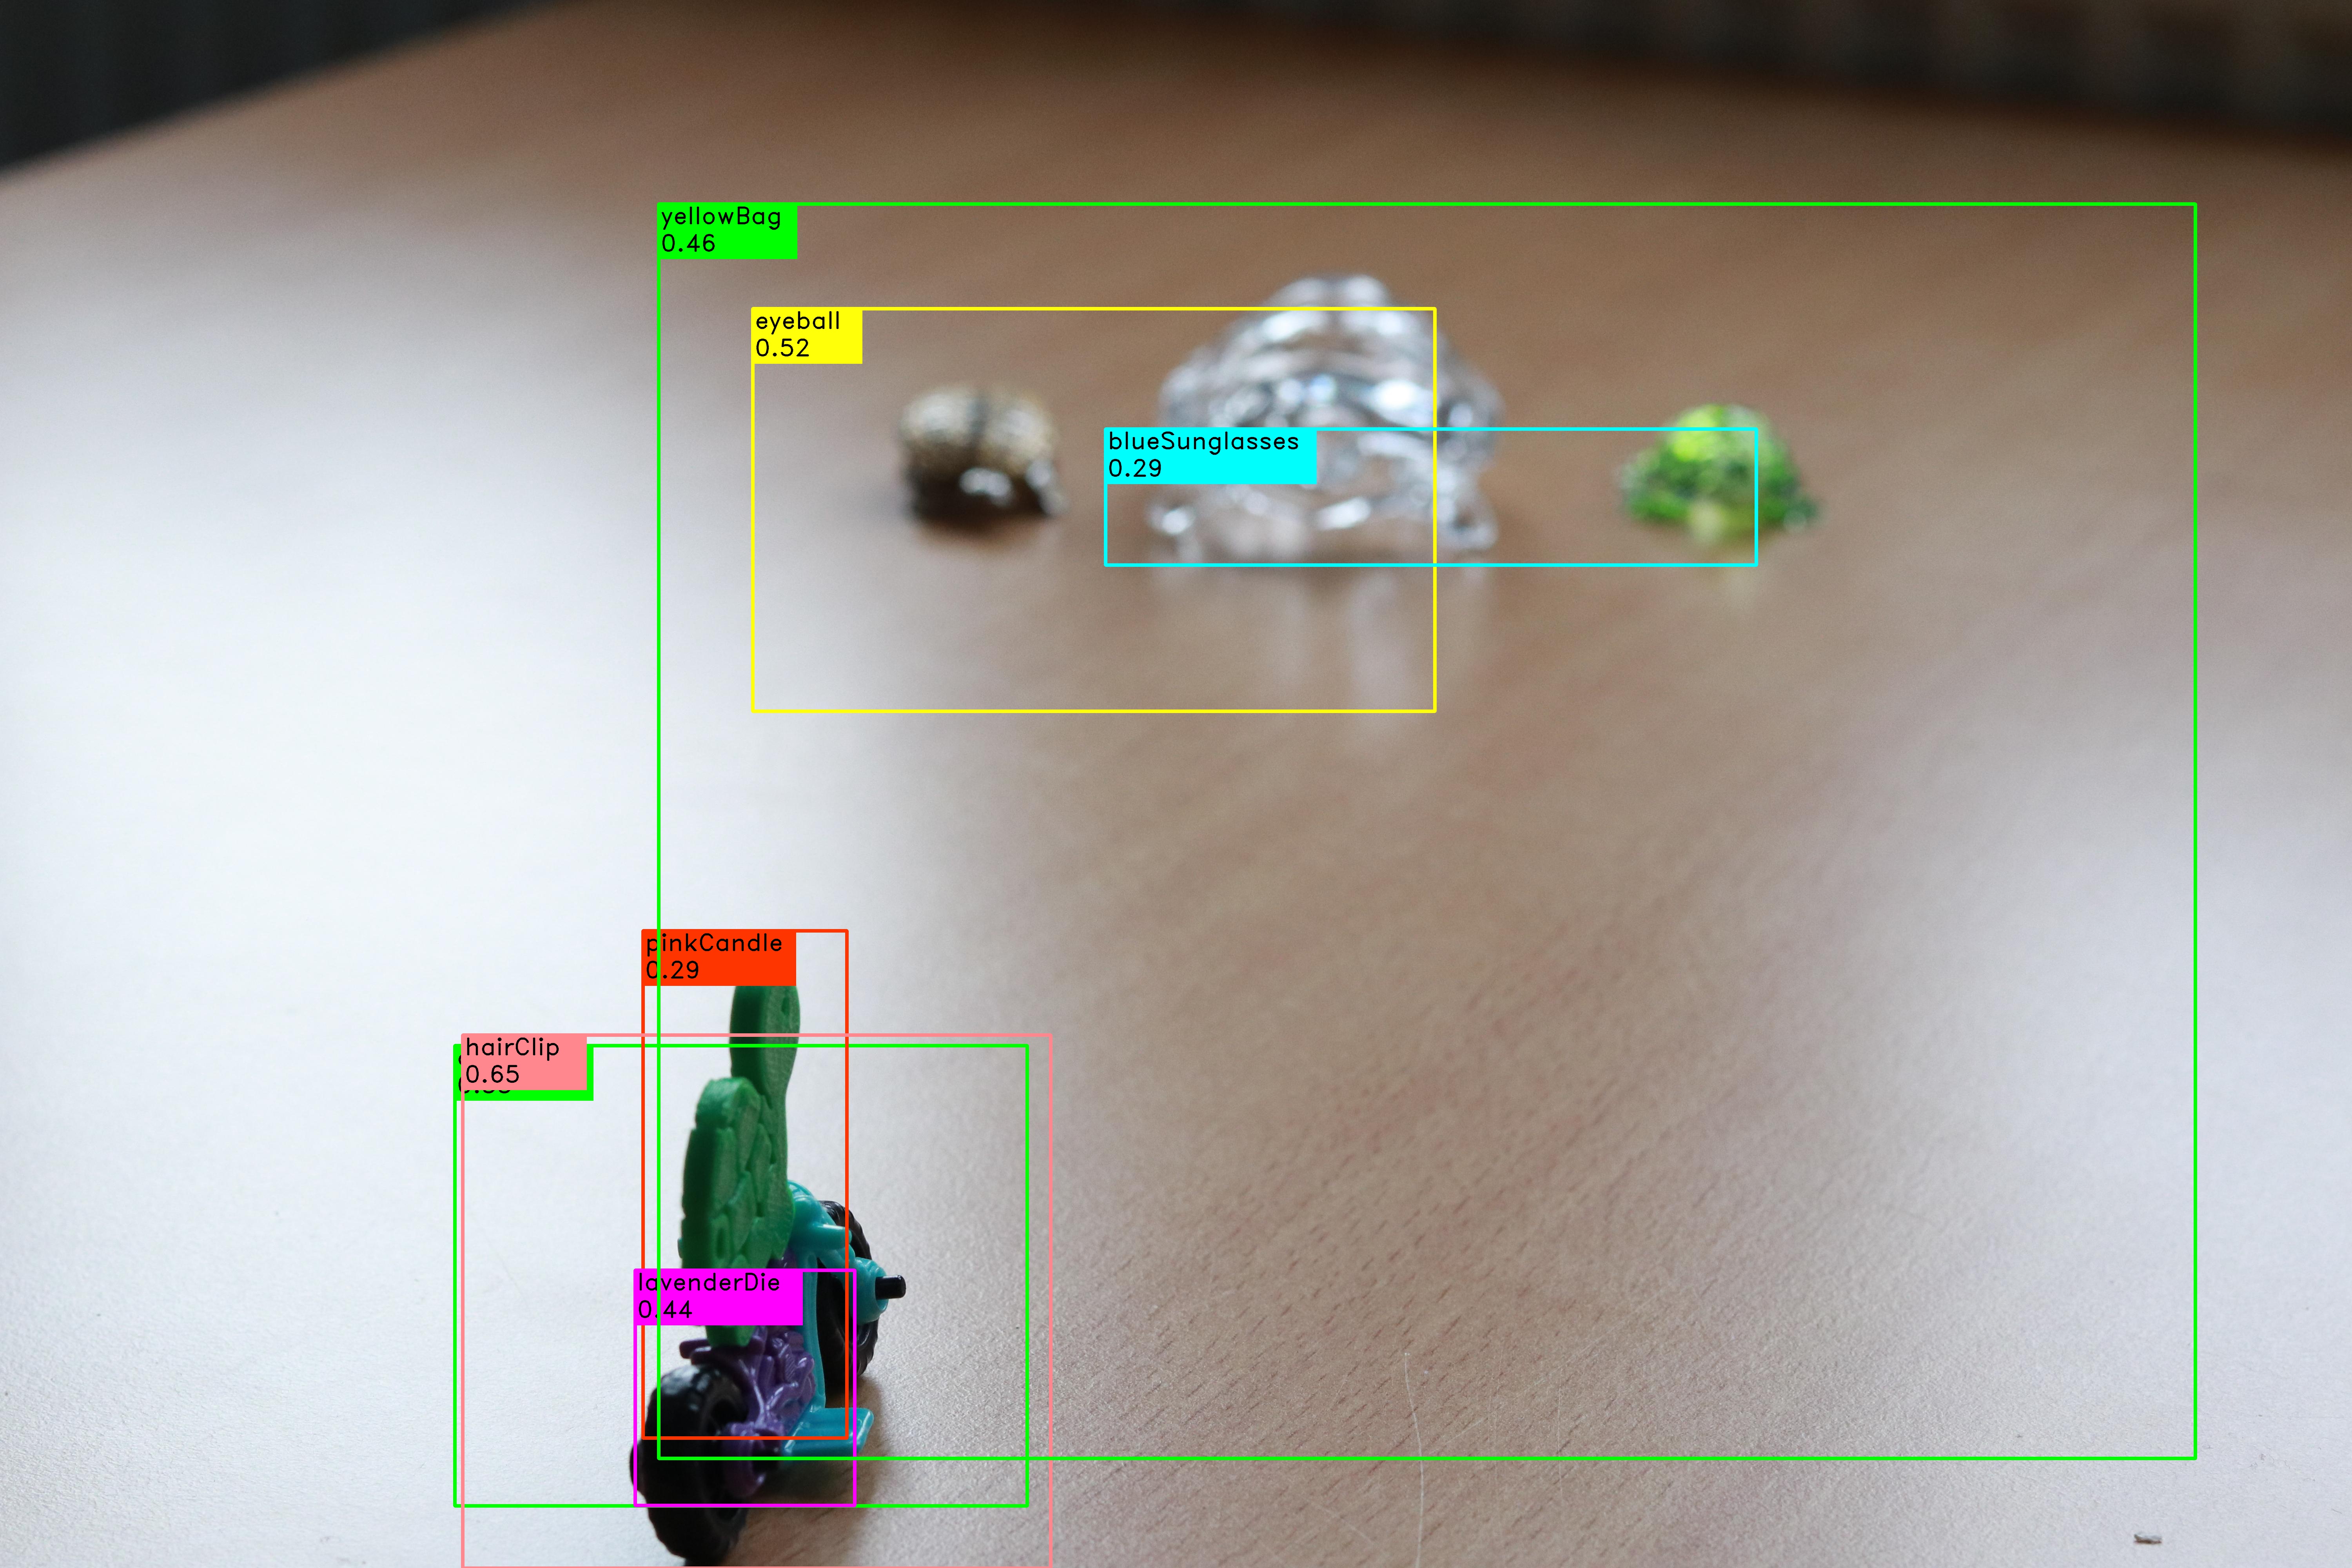 yellowBag
0.46
eyeball
0.52
blueSunglasses
0.29
pinkCandle
0.29
hairClip
0.65
lavenderDie
0.44